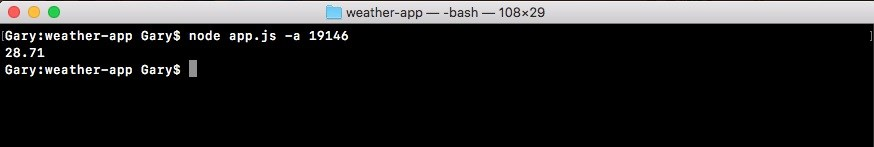 weather-app — -bash — 108×29
[Gary:weather-app Gary$ node app.js -a 19146 ]
28.71
Gary:weather-app Gary$